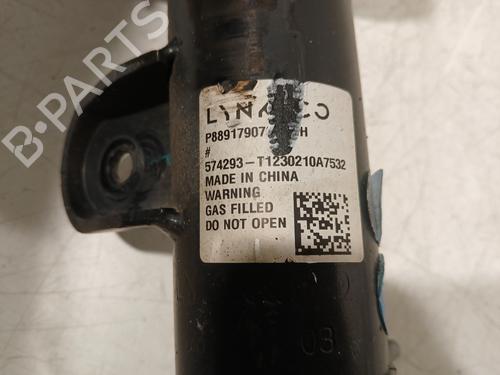 LYNK&CO
574293-T1230210A7532
MADE IN CHINA
WARNING
GAS FILLED
DO NOT OPEN
#
B-PARTS